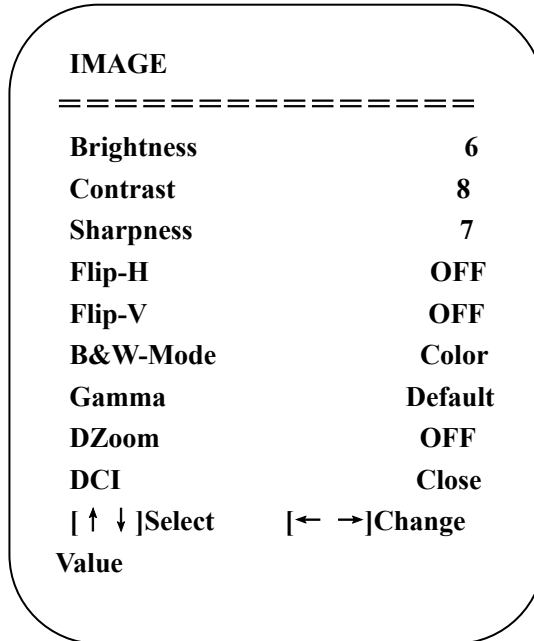 IMAGE
===============
Brightness 6
Contrast 8
Sharpness 7
Flip-H OFF
Flip-V OFF
B&W-Mode Color
Gamma Default
DZoom OFF
DCI Close
[↑ ↓]Select [← →]Change
Value